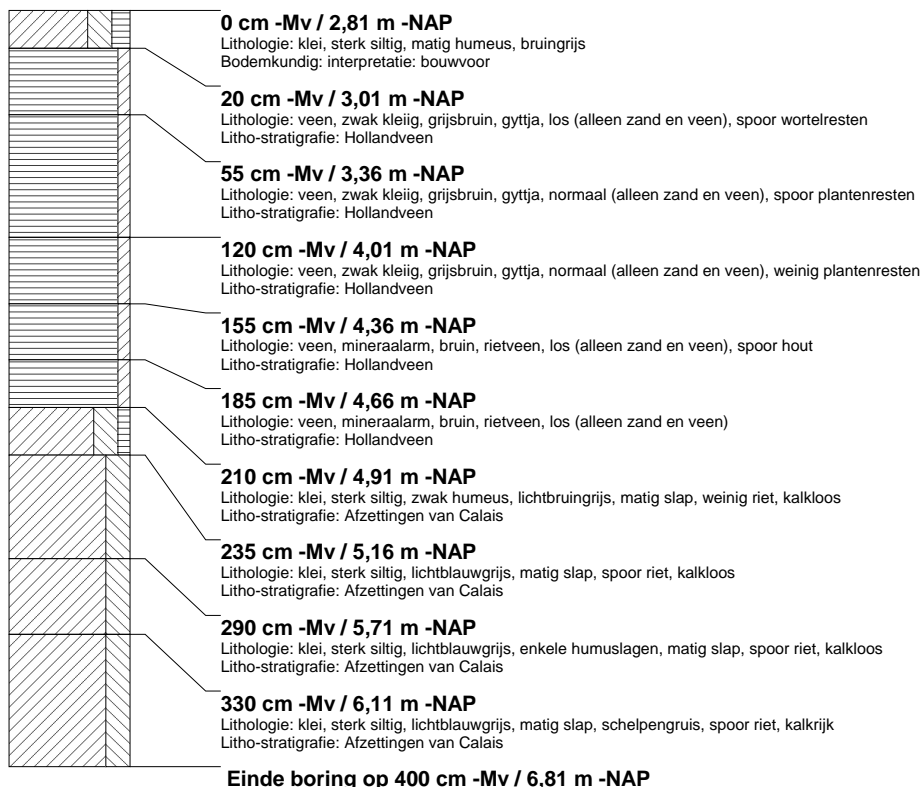 0 cm -Mv / 2,81 m -NAP
Lithologie: klei, sterk siltig, matig humeus, bruingrijs
Bodemkundig: interpretatie: bouwvoor
20 cm -Mv / 3,01 m -NAP
Lithologie: veen, zwak kleiig, grijsbruin, gyttja, los (alleen zand en veen), spoor wortelresten
Litho-stratigrafie: Hollandveen
55 cm -Mv / 3,36 m -NAP
Lithologie: veen, zwak kleiig, grijsbruin, gyttja, normaal (alleen zand en veen), spoor plantenresten
Litho-stratigrafie: Hollandveen
120 cm -Mv / 4,01 m -NAP
Lithologie: veen, zwak kleiig, grijsbruin, gyttja, normaal (alleen zand en veen), weinig plantenresten
Litho-stratigrafie: Hollandveen
155 cm -Mv / 4,36 m -NAP
Lithologie: veen, mineraalarm, bruin, rietveen, los (alleen zand en veen), spoor hout
Litho-stratigrafie: Hollandveen
185 cm -Mv / 4,66 m -NAP
Lithologie: veen, mineraalarm, bruin, rietveen, los (alleen zand en veen)
Litho-stratigrafie: Hollandveen
210 cm -Mv / 4,91 m -NAP
Lithologie: klei, sterk siltig, zwak humeus, lichtbruingrijs, matig slap, weinig riet, kalkloos
Litho-stratigrafie: Afzettingen van Calais
235 cm -Mv / 5,16 m -NAP
Lithologie: klei, sterk siltig, lichtblauwgrijs, matig slap, spoor riet, kalkloos
Litho-stratigrafie: Afzettingen van Calais
290 cm -Mv / 5,71 m -NAP
Lithologie: klei, sterk siltig, lichtblauwgrijs, enkele humuslagen, matig slap, spoor riet, kalkloos
Litho-stratigrafie: Afzettingen van Calais
330 cm -Mv / 6,11 m -NAP
Lithologie: klei, sterk siltig, lichtblauwgrijs, matig slap, schelpengruis, spoor riet, kalkrijk
Litho-stratigrafie: Afzettingen van Calais
Einde boring op 400 cm -Mv / 6,81 m -NAP